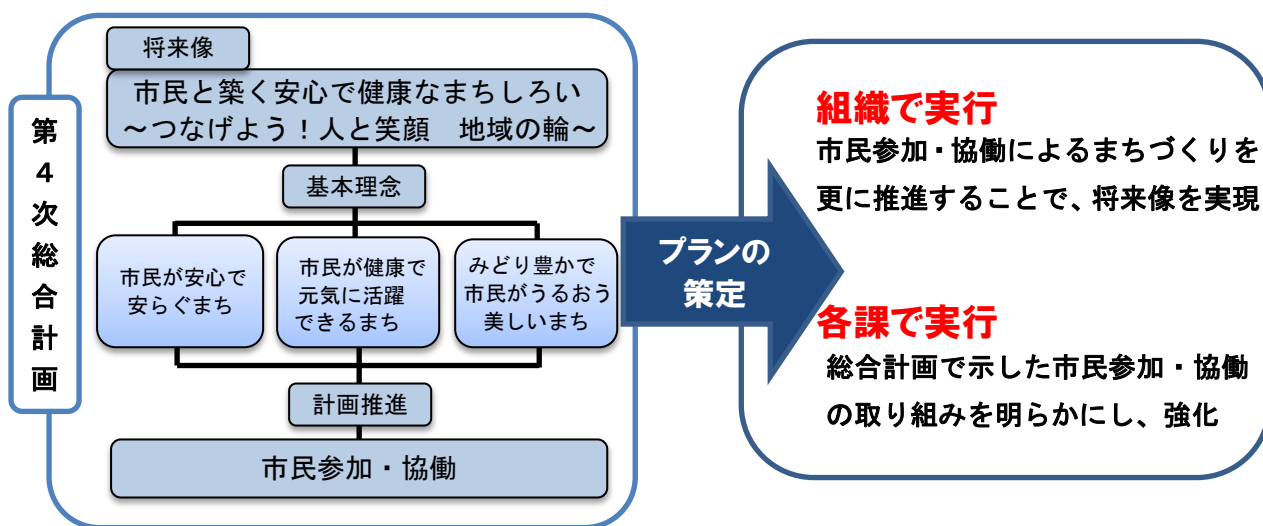 第4次総合計画
将来像
市民と築く安心で健康なまちしろい
~つなげよう!人と笑顔 地域の輪~
基本理念
市民が安心で
安らぐまち
市民が健康で
元気に活躍
できるまち
みどり豊かで
市民がうるおう
美しいまち
計画推進
市民参加・協働
プランの
策定
組織で実行
市民参加・協働によるまちづくりを
更に推進することで、将来像を実現
各課で実行
総合計画で示した市民参加・協働
の取り組みを明らかにし、強化